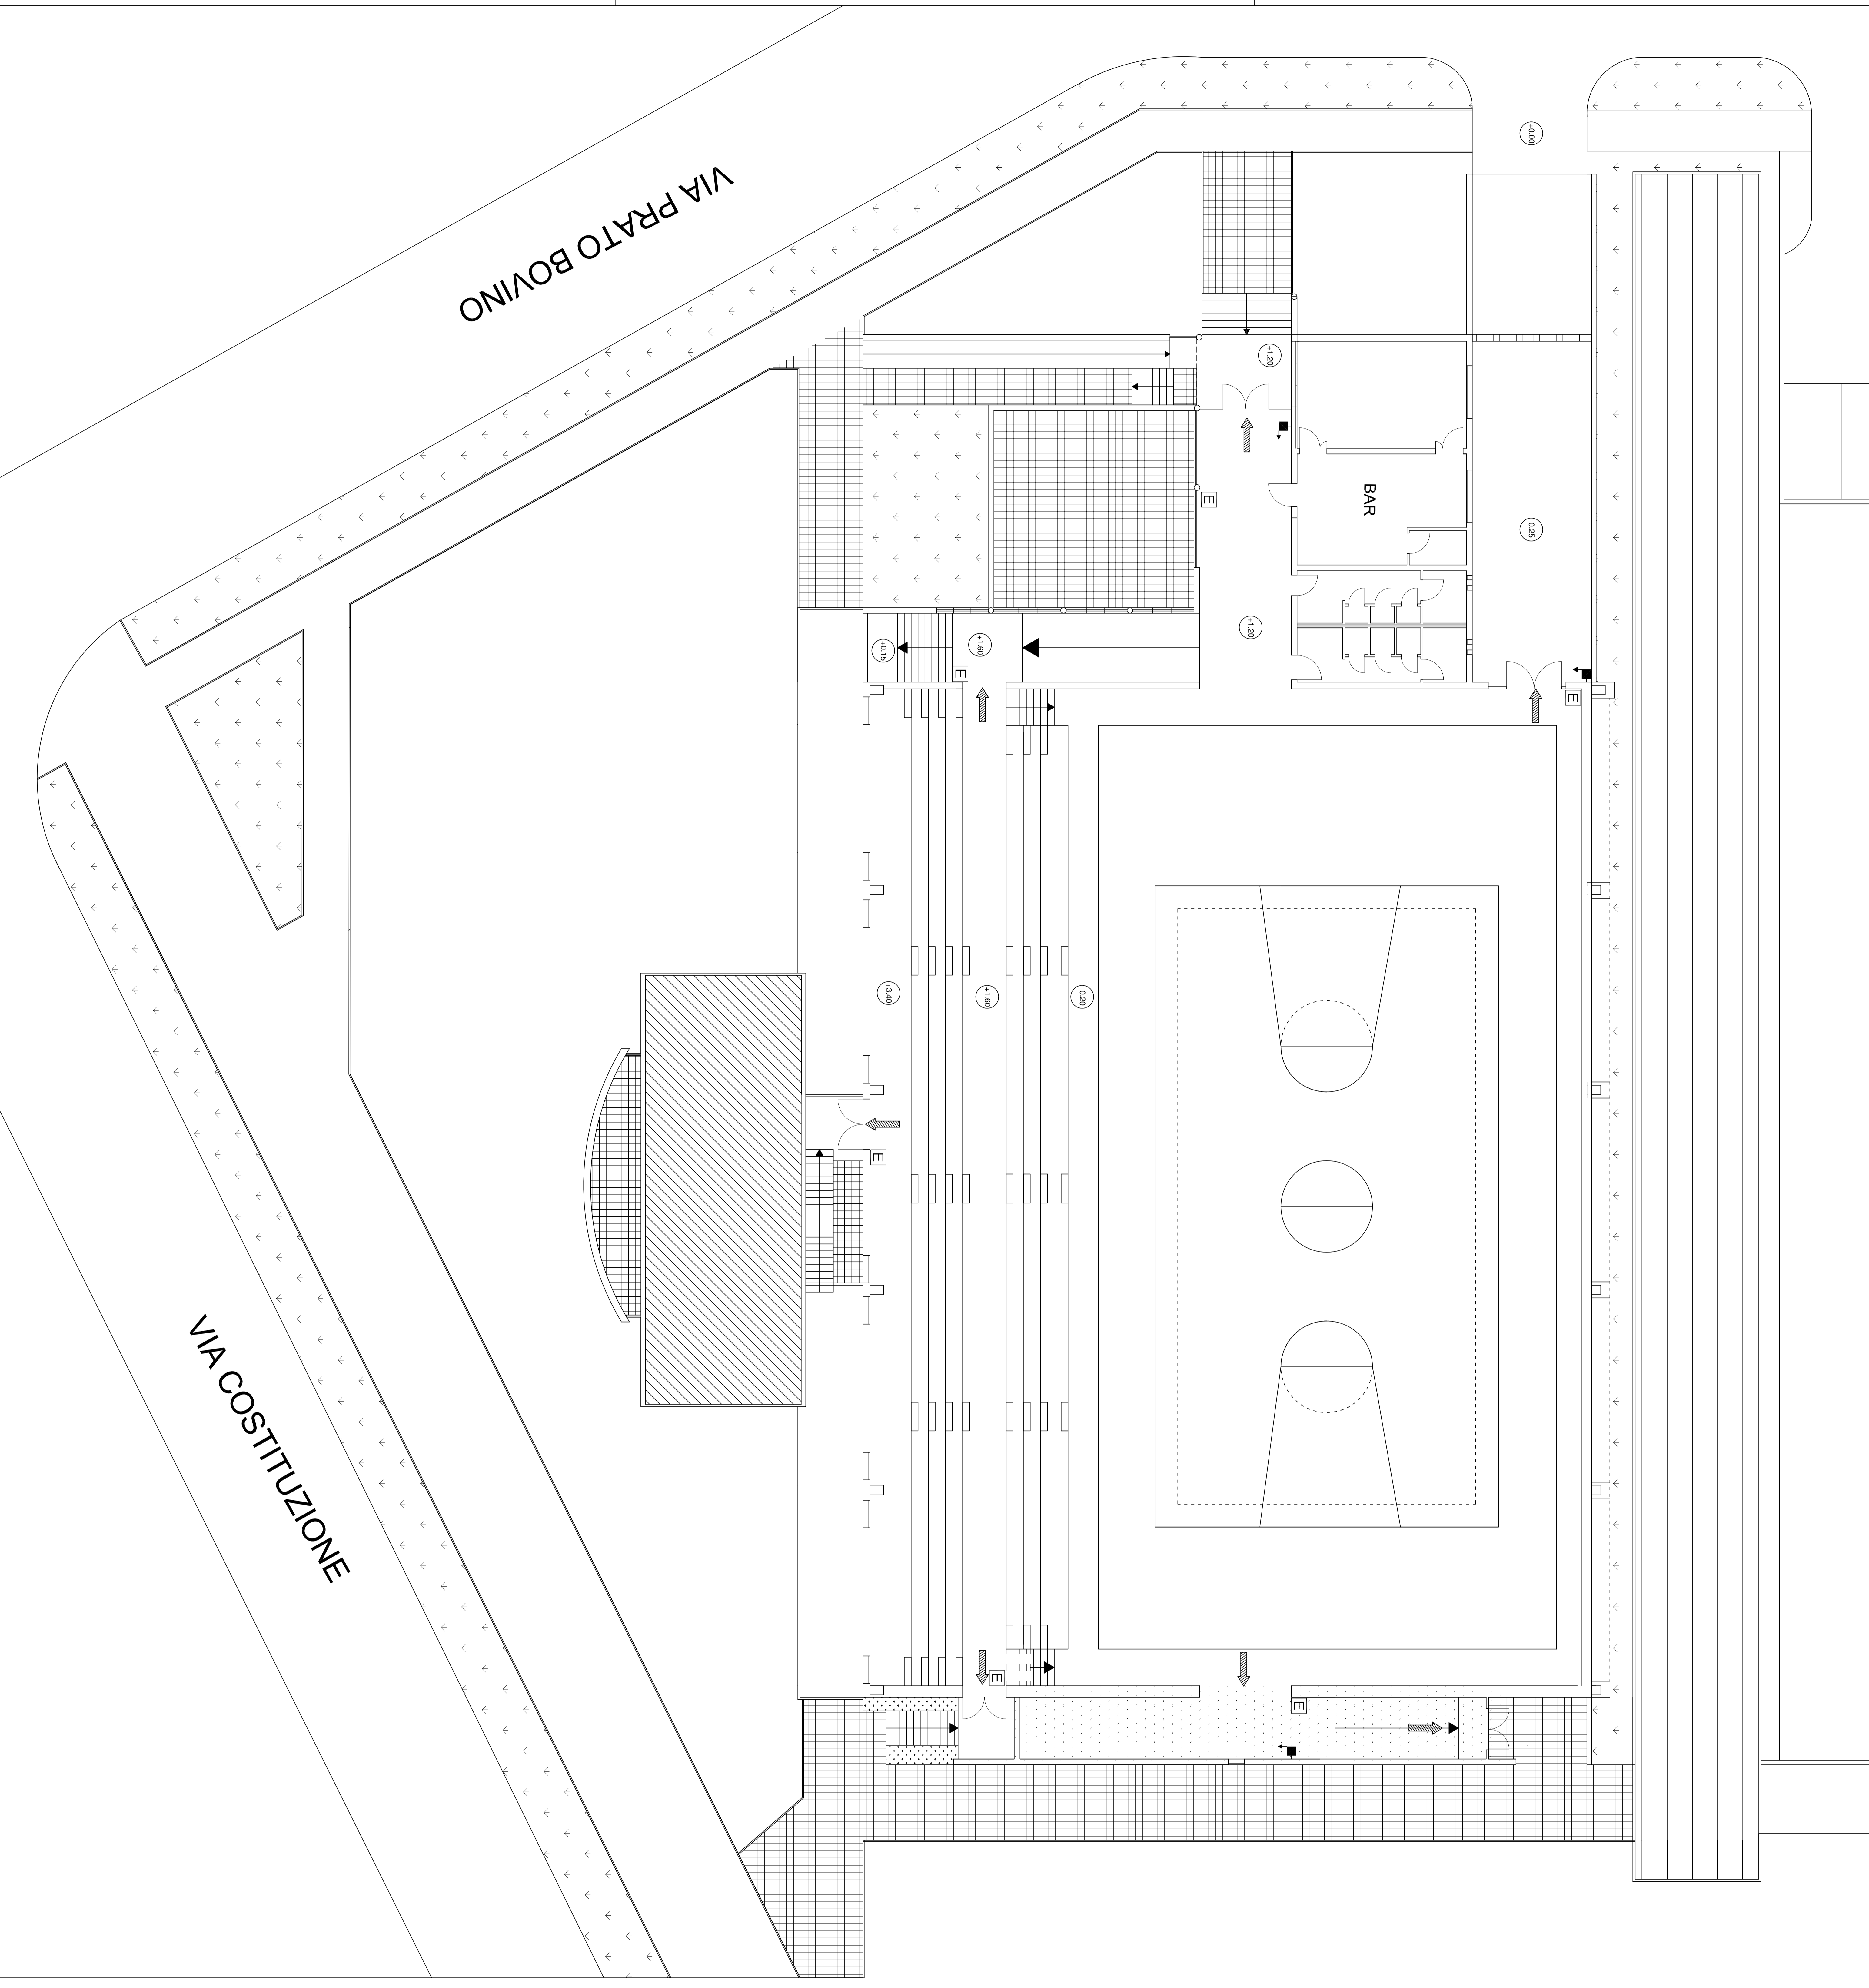 VIA PRATO BOVINO
+0.00
+1.20
BAR
E
-0.25
+1.20
+1.60
+0.15
E
E
+3.40
+1.60
-0.20
E
VIA COSTITUZIONE
E
E